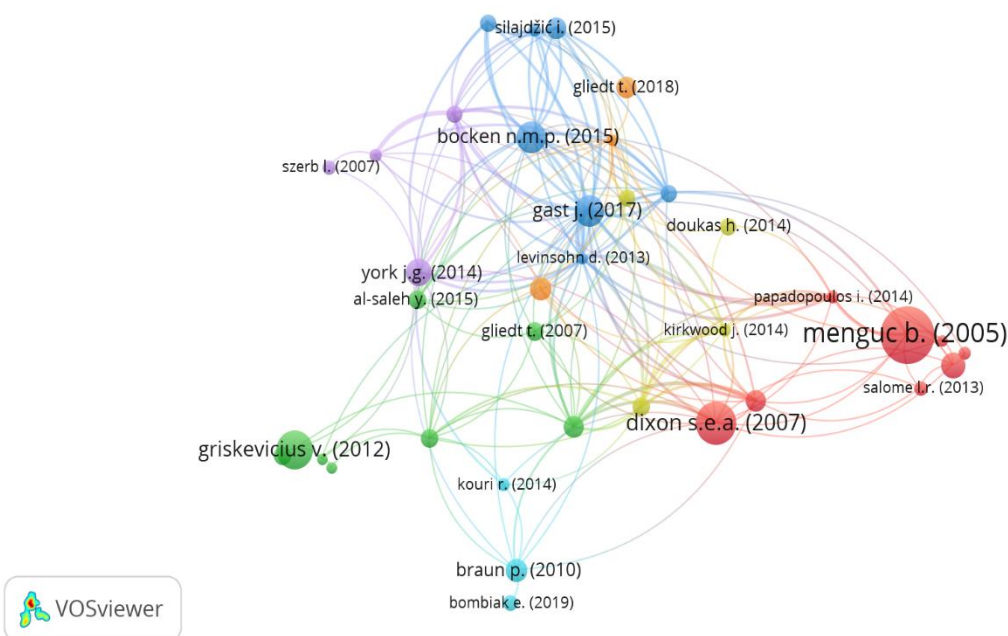 silajdžić i. (2015)
gliedt t. (2018)
bocken n.m.p. (2015)
szerb l. (2007)
gast j. (2017)
doukas h. (2014)
levinsohn d. (2013)
york j.g. (2014)
al-saleh y. (2015)
papadopoulos i. (2014)
gliedt t. (2007)
kirkwood j. (2014)
menguc b. (2005)
salome l.r. (2013)
dixon s.e.a. (2007)
griskevicius v. (2012)
kouri r. (2014)
braun p. (2010)
bombiak e. (2019)
VOSviewer